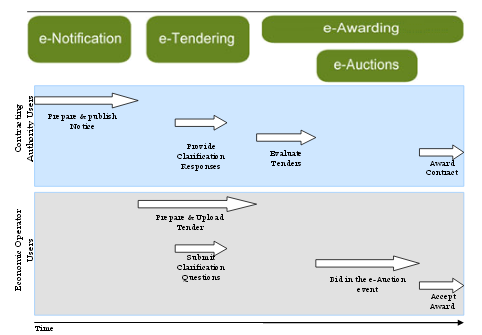 e-Notification
e-Tendering
e-Awarding
e-Auctions
Contracting
Authority Users
Prepare & publish
Notice
Provide
Clarification
Responses
Evaluate
Tenders
Award
Contract
Economic Operator
Users
Prepare & Upload
Tender
Submit
Clarification
Questions
Bid in the e-Auction
event
Accept
Award
Time